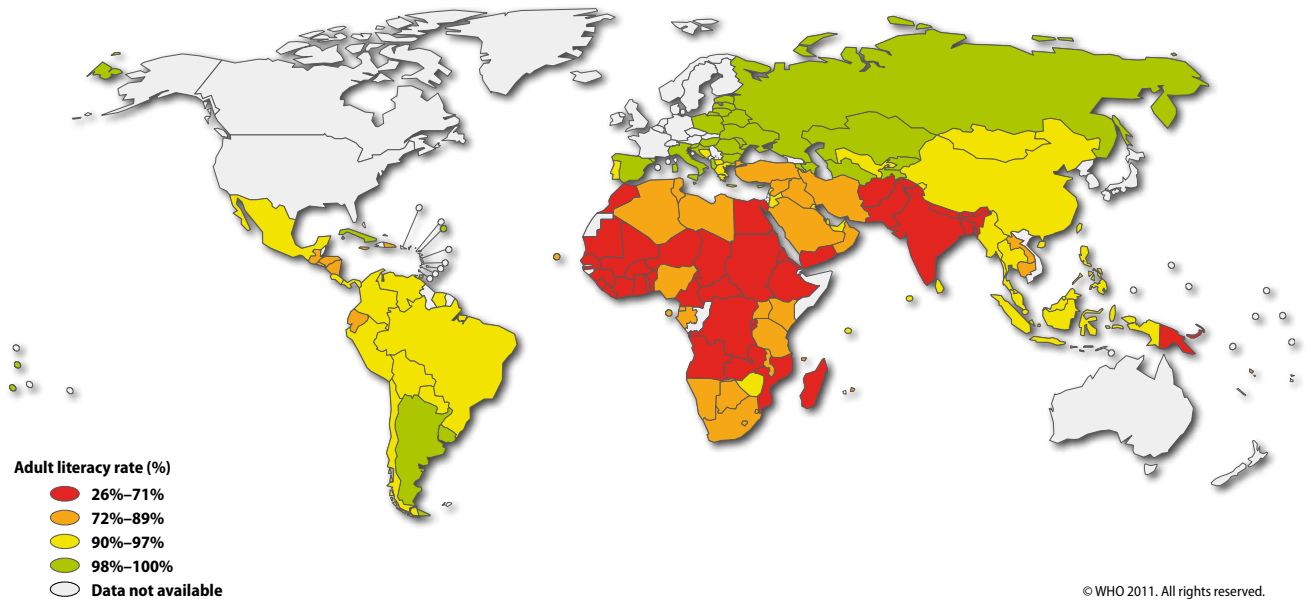 Adult literacy rate (%)
26%–71%
72%–89%
90%–97%
98%–100%
Data not available
© WHO 2011. All rights reserved.